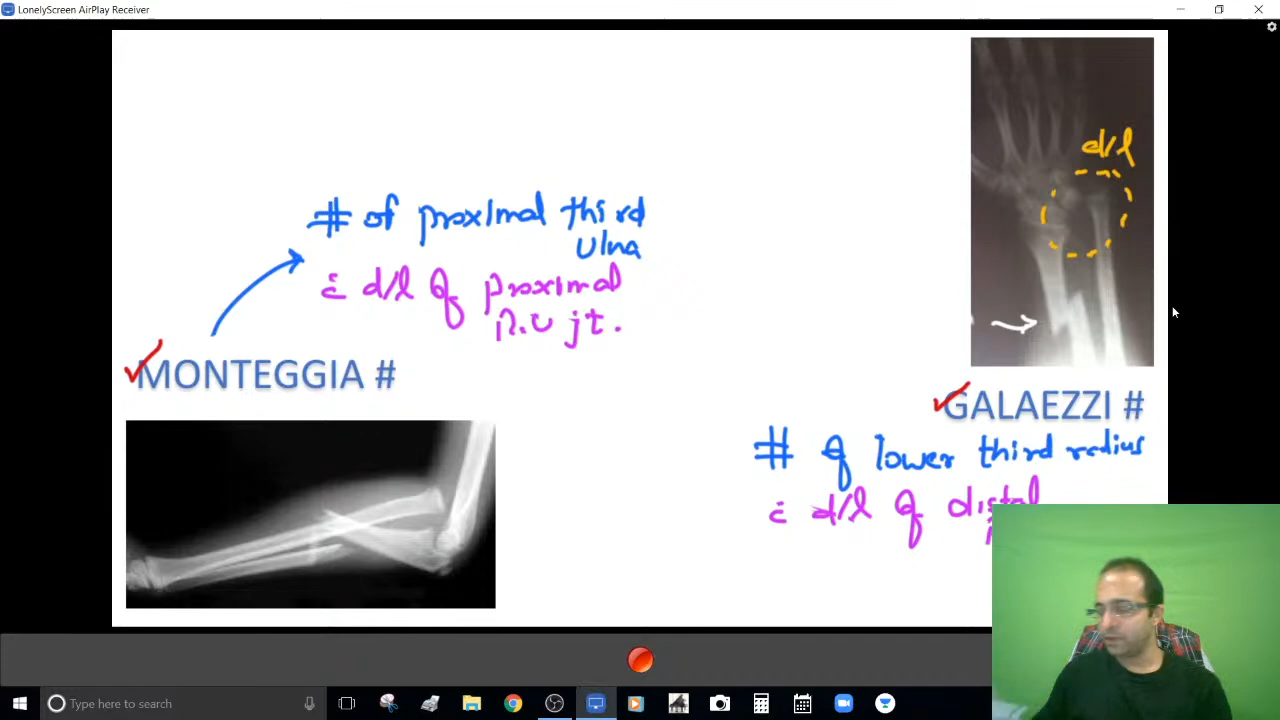 LonelyScreen AirPlay Receiver
d/l
# of proximal third
Ulna
c̄ d/l of proximal
R.U jt.
MONTEGGIA #
GALAEZZI #
# of lower third radius
c̄ d/l of distal
Type here to search